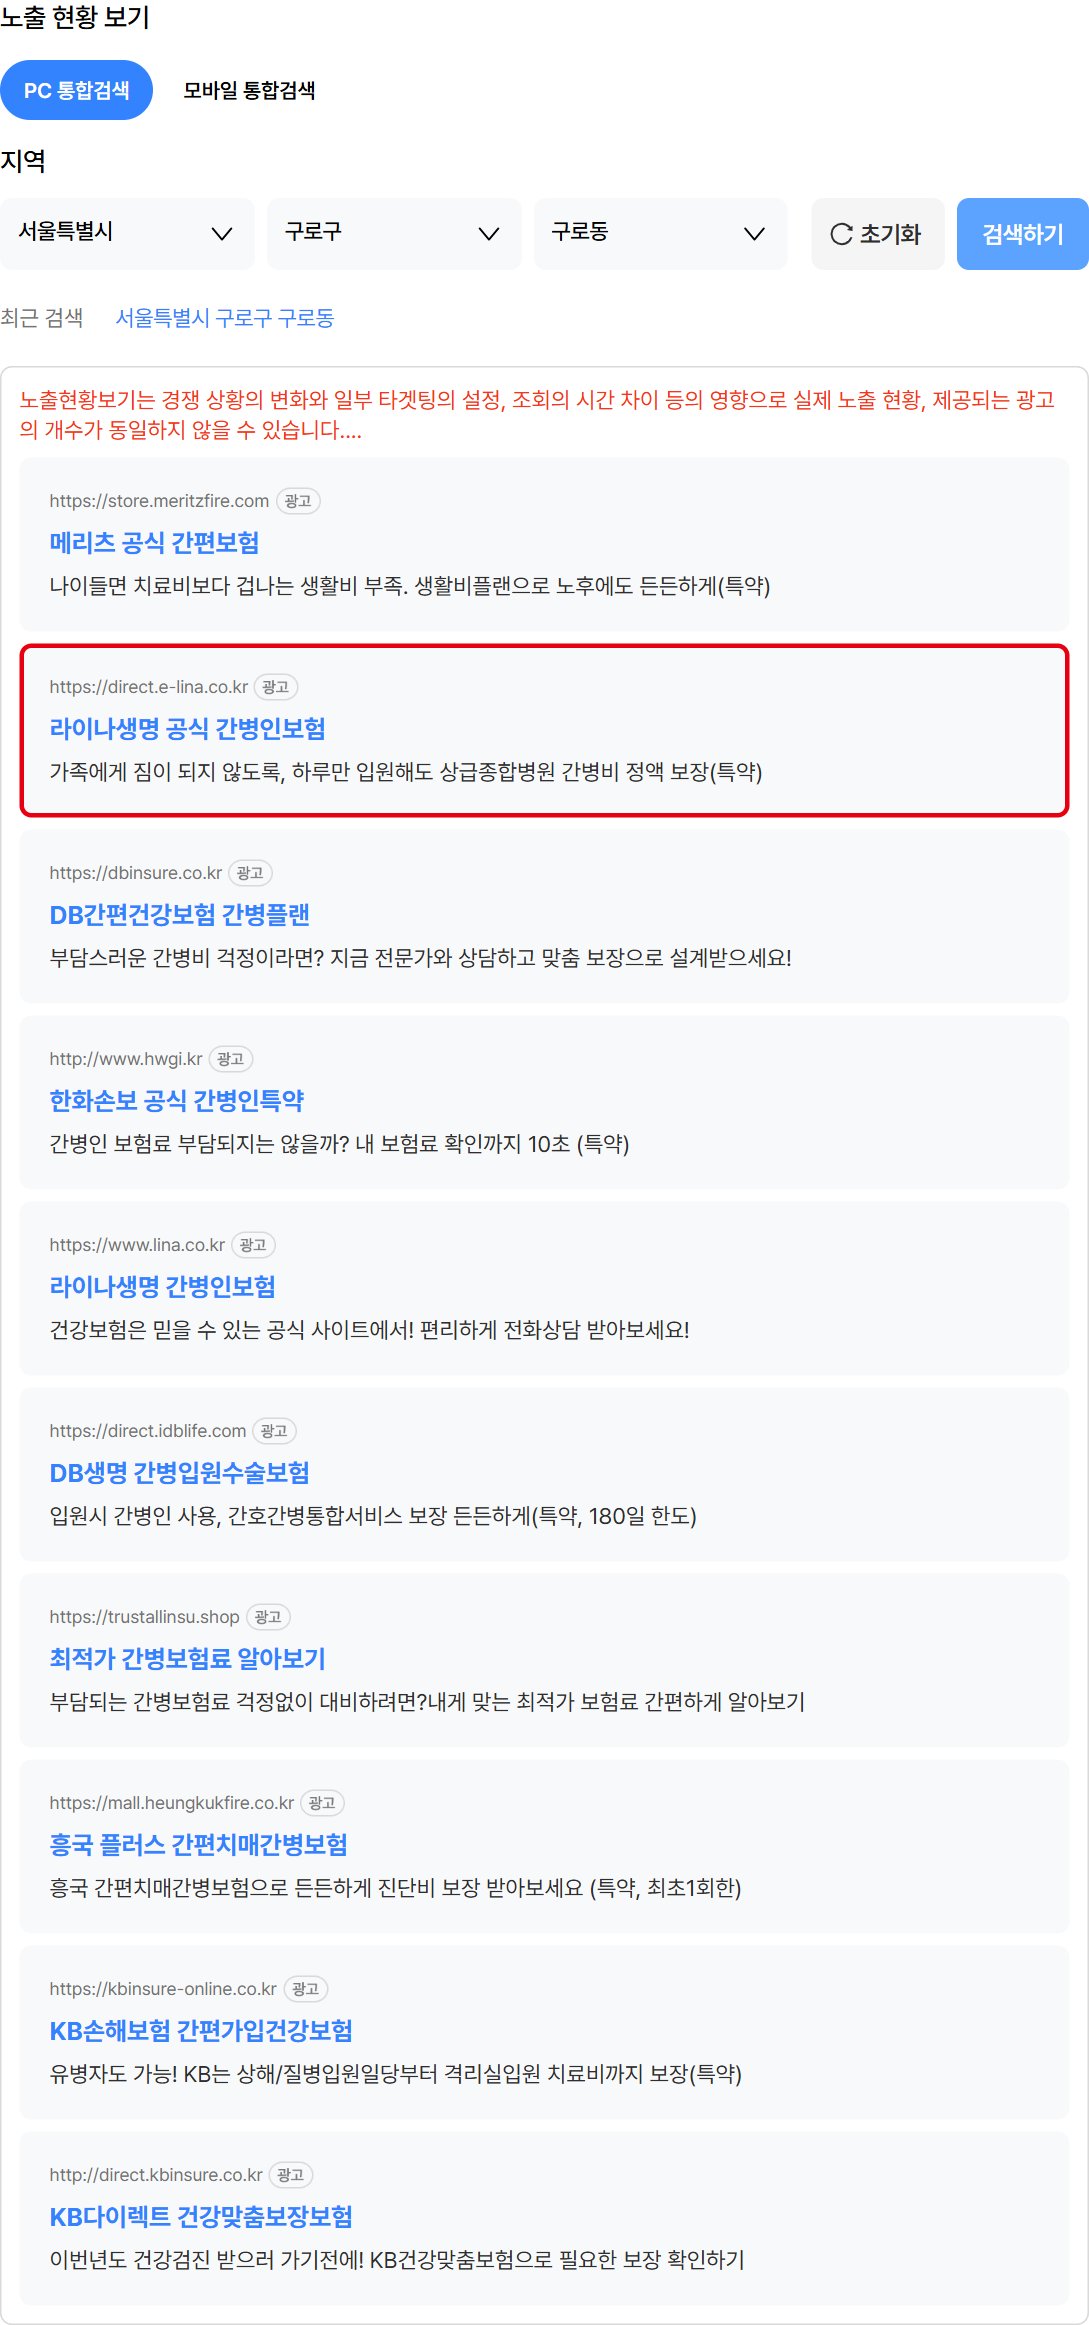 노출 현황 보기
PC 통합검색 모바일 통합검색
지역
서울특별시 구로구 구로동 초기화 검색하기
최근 검색 서울특별시 구로구 구로동
노출현황보기는 경쟁 상황의 변화와 일부 타겟팅의 설정, 조회의 시간 차이 등의 영향으로 실제 노출 현황, 제공되는 광고
의 개수가 동일하지 않을 수 있습니다....
https://store.meritzfire.com 광고
메리츠 공식 간편보험
나이들면 치료비보다 겁나는 생활비 부족. 생활비플랜으로 노후에도 든든하게(특약)
https://direct.e-lina.co.kr 광고
라이나생명 공식 간병인보험
가족에게 짐이 되지 않도록, 하루만 입원해도 상급종합병원 간병비 정액 보장(특약)
https://dbinsure.co.kr 광고
DB간편건강보험 간병플랜
부담스러운 간병비 걱정이라면? 지금 전문가와 상담하고 맞춤 보장으로 설계받으세요!
http://www.hwgi.kr 광고
한화손보 공식 간병인특약
간병인 보험료 부담되지는 않을까? 내 보험료 확인까지 10초 (특약)
https://www.lina.co.kr 광고
라이나생명 간병인보험
건강보험은 믿을 수 있는 공식 사이트에서! 편리하게 전화상담 받아보세요!
https://direct.idblife.com 광고
DB생명 간병입원수술보험
입원시 간병인 사용, 간호간병통합서비스 보장 든든하게(특약, 180일 한도)
https://trustallinsu.shop 광고
최적가 간병보험료 알아보기
부담되는 간병보험료 걱정없이 대비하려면?내게 맞는 최적가 보험료 간편하게 알아보기
https://mall.heungkukfire.co.kr 광고
흥국 플러스 간편치매간병보험
흥국 간편치매간병보험으로 든든하게 진단비 보장 받아보세요 (특약, 최초1회한)
https://kbinsure-online.co.kr 광고
KB손해보험 간편가입건강보험
유병자도 가능! KB는 상해/질병입원일당부터 격리실입원 치료비까지 보장(특약)
http://direct.kbinsure.co.kr 광고
KB다이렉트 건강맞춤보장보험
이번년도 건강검진 받으러 가기전에! KB건강맞춤보험으로 필요한 보장 확인하기